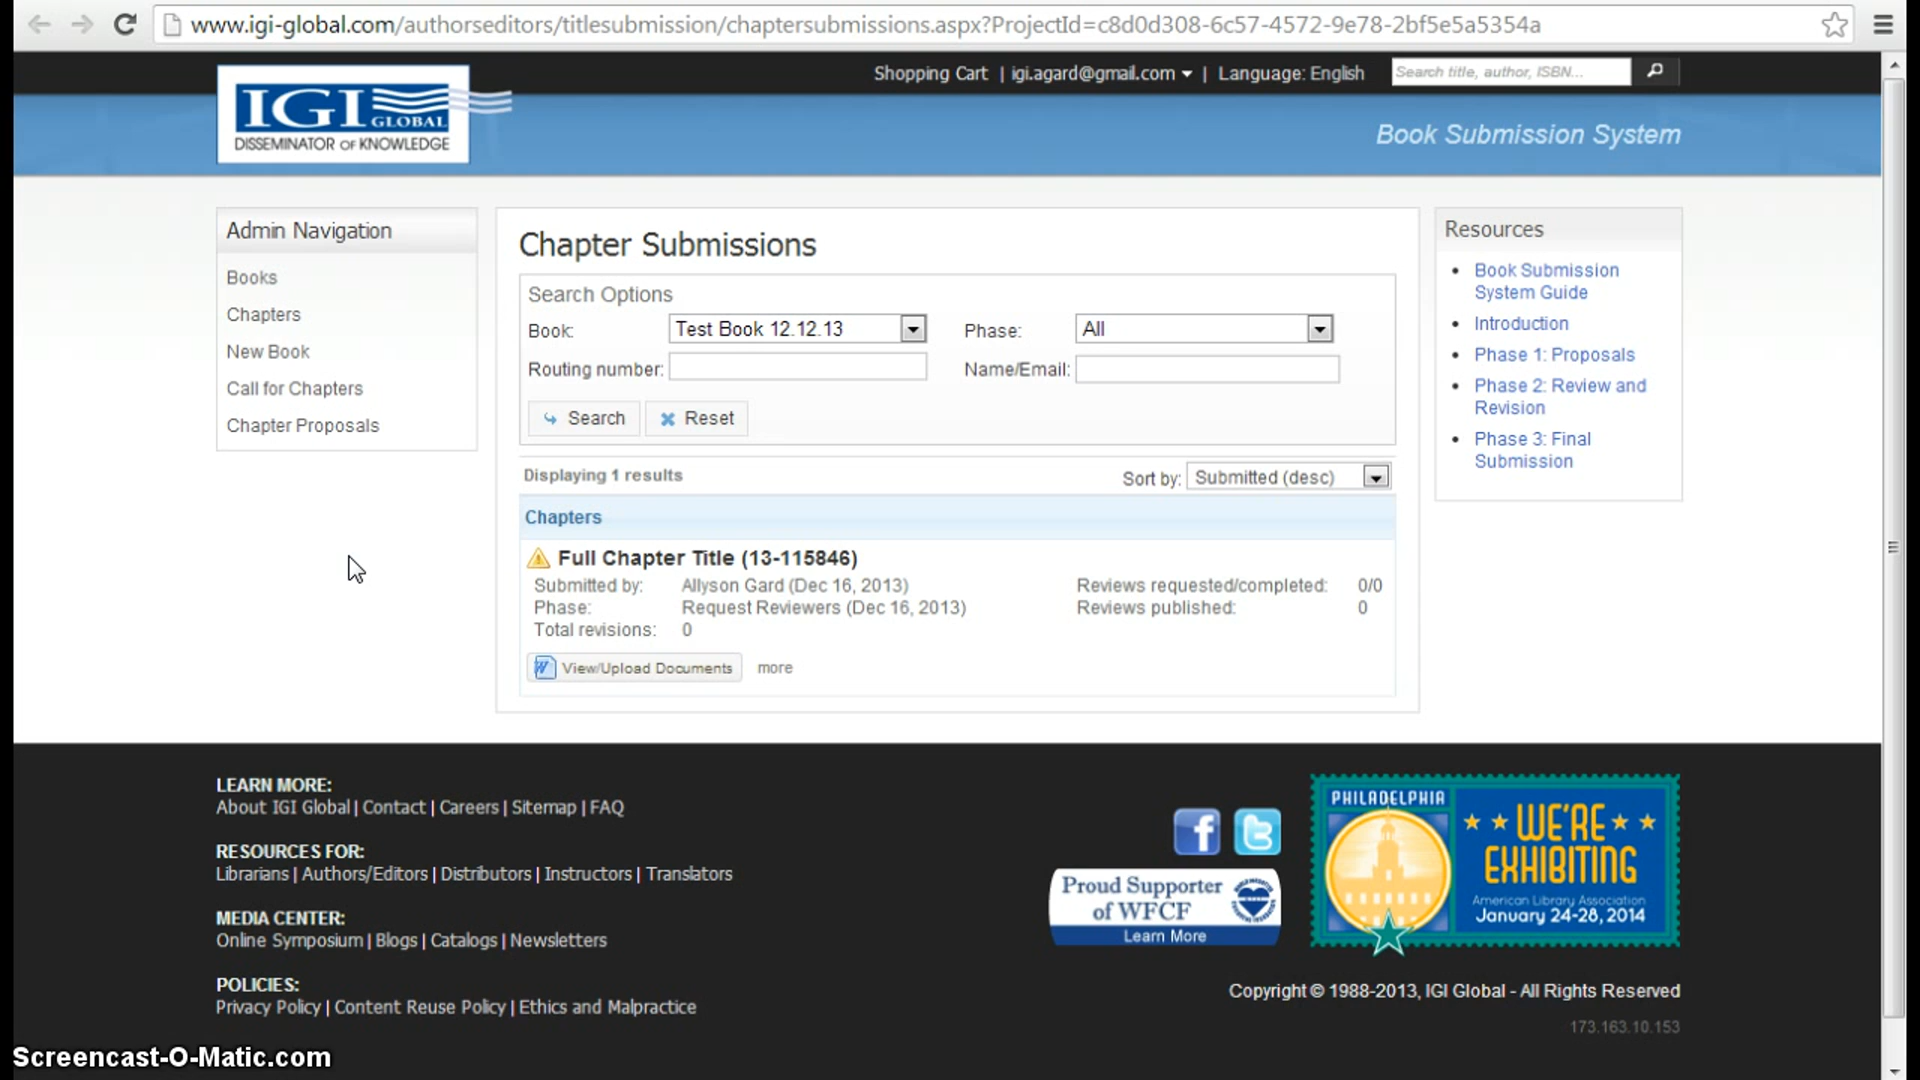 www.igi-global.com/authorseditors/titlesubmission/chaptersubmissions.aspx?ProjectId=c8d0d308-6c57-4572-9e78-2bf5e5a5354a
Shopping Cart | igi.agard@gmail.com | Language: English
Search title, author, ISBN...
IGI GLOBAL
DISSEMINATOR OF KNOWLEDGE
Book Submission System
Admin Navigation
Books
Chapters
New Book
Call for Chapters
Chapter Proposals
Chapter Submissions
Search Options
Book: Test Book 12.12.13 Phase: All
Routing number: Name/Email:
Search Reset
Displaying 1 results Sort by: Submitted (desc)
Chapters
Full Chapter Title (13-115846)
Submitted by: Allyson Gard (Dec 16, 2013) Reviews requested/completed: 0/0
Phase: Request Reviewers (Dec 16, 2013) Reviews published: 0
Total revisions: 0
View/Upload Documents more
Resources
Book Submission
System Guide
Introduction
Phase 1: Proposals
Phase 2: Review and
Revision
Phase 3: Final
Submission
LEARN MORE:
About IGI Global | Contact | Careers | Sitemap | FAQ
RESOURCES FOR:
Librarians | Authors/Editors | Distributors | Instructors | Translators
MEDIA CENTER:
Online Symposium | Blogs | Catalogs | Newsletters
POLICIES:
Privacy Policy | Content Reuse Policy | Ethics and Malpractice
Proud Supporter
of WFCF
Learn More
PHILADELPHIA
WE'RE
EXHIBITING
American Library Association
January 24-28, 2014
Copyright © 1988-2013, IGI Global - All Rights Reserved
173.163.10.153
Screencast-O-Matic.com